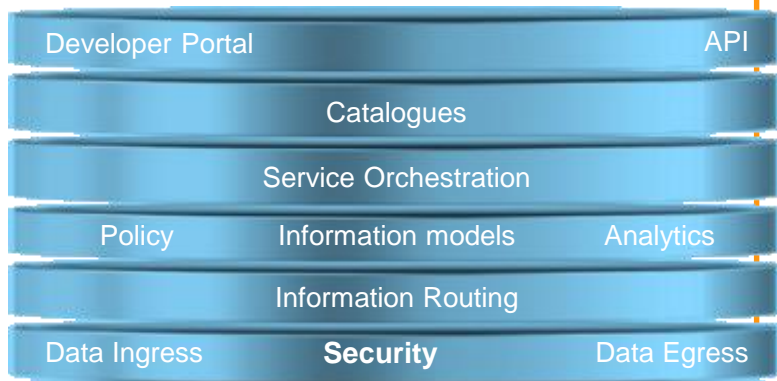 Developer Portal API
Catalogues
Service Orchestration
Policy Information models Analytics
Information Routing
Data Ingress Security Data Egress